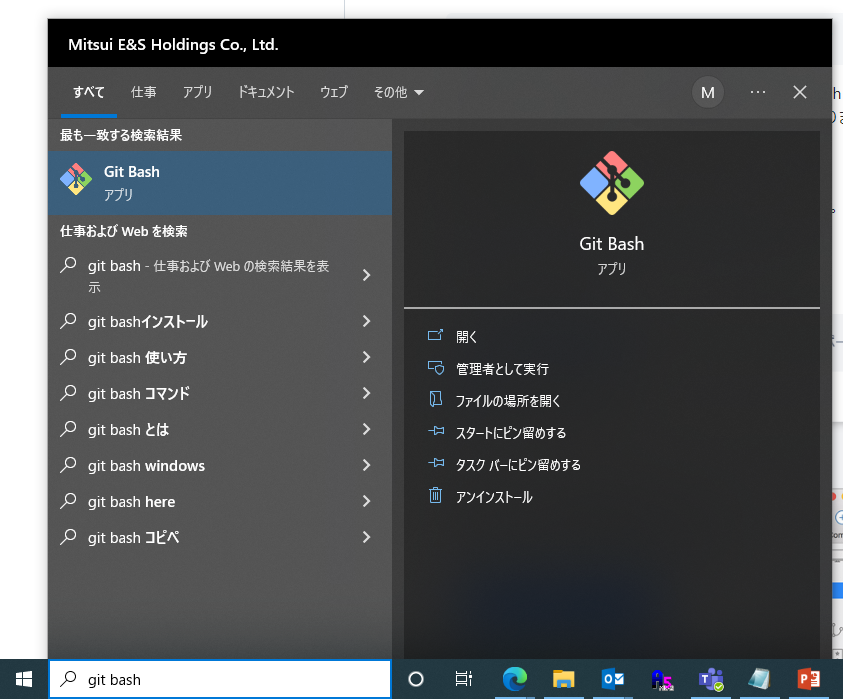 Mitsui E&S Holdings Co., Ltd.
すべて 仕事 アプリ ドキュメント ウェブ その他 M ...
最も一致する検索結果
Git Bash
アプリ
仕事および Web を検索
git bash - 仕事および Web の検索結果を表
示
git bashインストール
git bash 使い方
git bash コマンド
git bash とは
git bash windows
git bash here
git bash コピペ
Git Bash
アプリ
開く
管理者として実行
ファイルの場所を開く
スタートにピン留めする
タスク バーにピン留めする
アンインストール
git bash